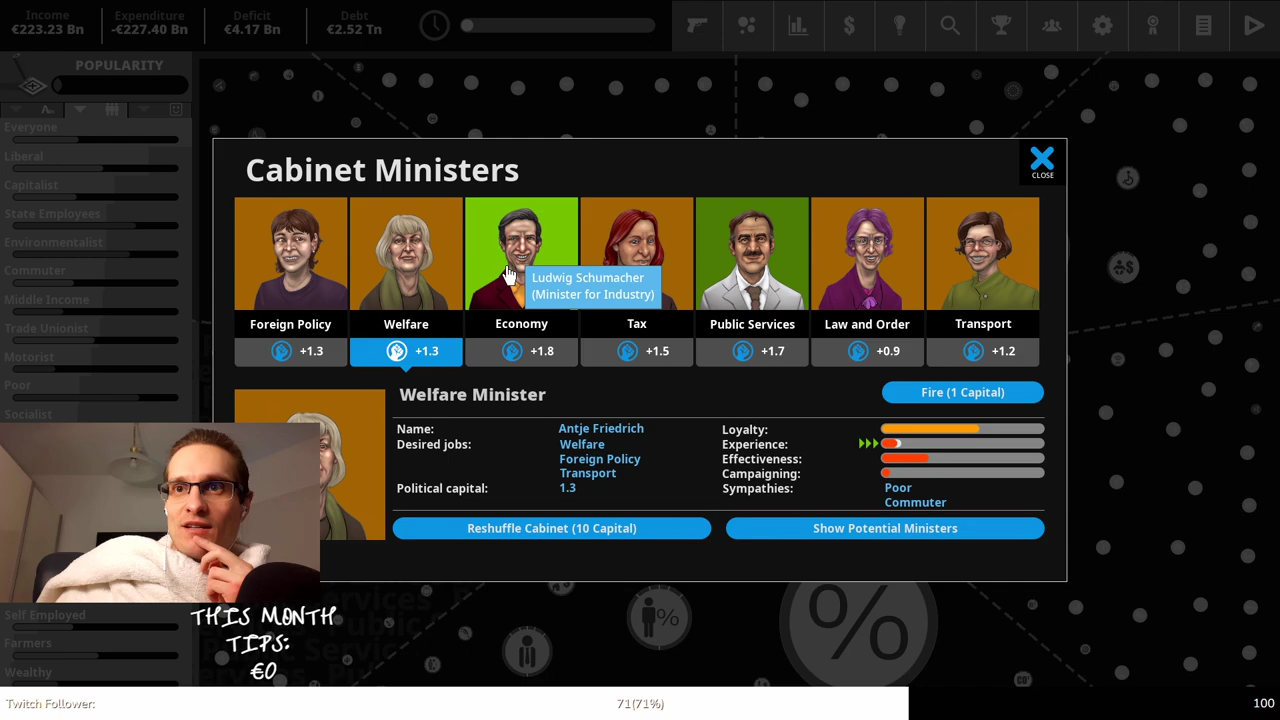 Income
€223.23 Bn
Expenditure
-€227.40 Bn
Deficit
€4.17 Bn
Debt
€2.52 Tn
POPULARITY
Everyone
Liberal
Capitalist
State Employees
Environmentalist
Commuter
Middle Income
Trade Unionist
Motorist
Poor
Socialist
Self Employed
Farmers
Wealthy
Cabinet Ministers
CLOSE
Ludwig Schumacher
(Minister for Industry)
Foreign Policy
Welfare
Economy
Tax
Public Services
Law and Order
Transport
+1.3
+1.3
+1.8
+1.5
+1.7
+0.9
+1.2
Welfare Minister
Fire (1 Capital)
Name:
Antje Friedrich
Desired jobs:
Welfare
Foreign Policy
Transport
Political capital:
1.3
Loyalty:
Experience:
Effectiveness:
Campaigning:
Sympathies:
Poor
Commuter
Reshuffle Cabinet (10 Capital)
Show Potential Ministers
THIS MONTH
TIPS:
€0
Twitch Follower:
71(71%)
100